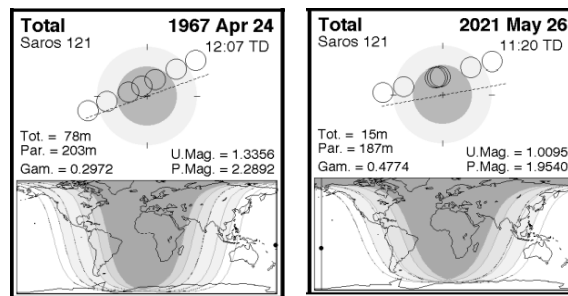 Total 1967 Apr 24
Saros 121 12:07 TD
Tot. = 78m
Par. = 203m U.Mag. = 1.3356
Gam. = 0.2972 P.Mag. = 2.2892
Total 2021 May 26
Saros 121 11:20 TD
Tot. = 15m
Par. = 187m U.Mag. = 1.0095
Gam. = 0.4774 P.Mag. = 1.9540